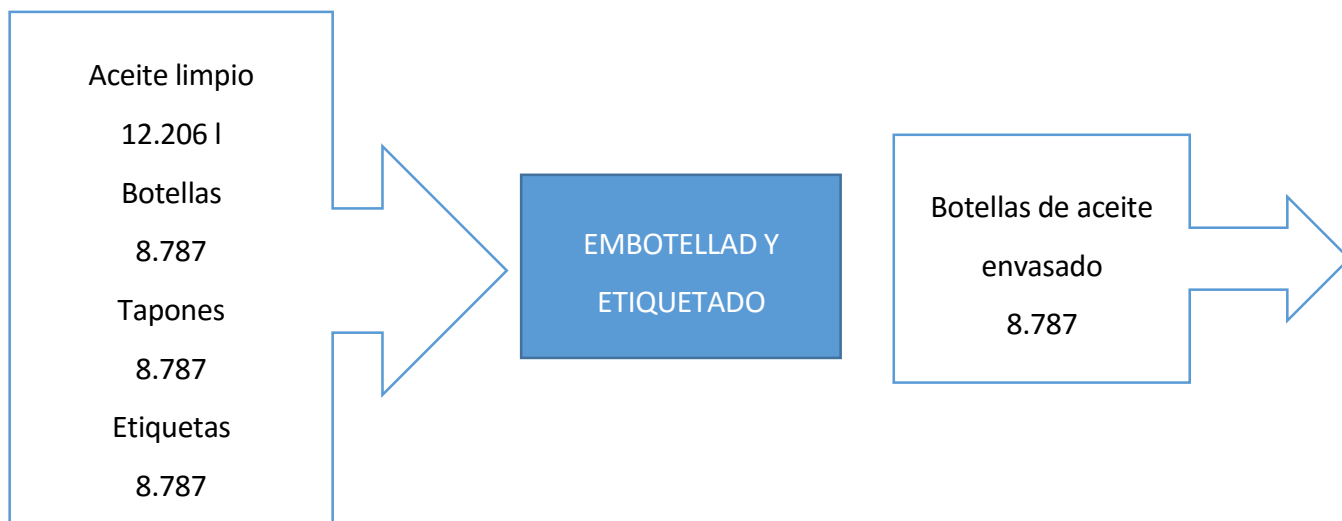 Aceite limpio
12.206 l
Botellas
8.787
Tapones
8.787
Etiquetas
8.787
EMBOTELLAD Y
ETIQUETADO
Botellas de aceite
envasado
8.787